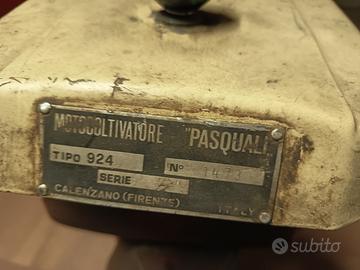 MOTOCOLTIVATORE "PASQUALI
TIPO 924 N°
SERIE
CALENZANO (FIRENZE) ITALY
subito